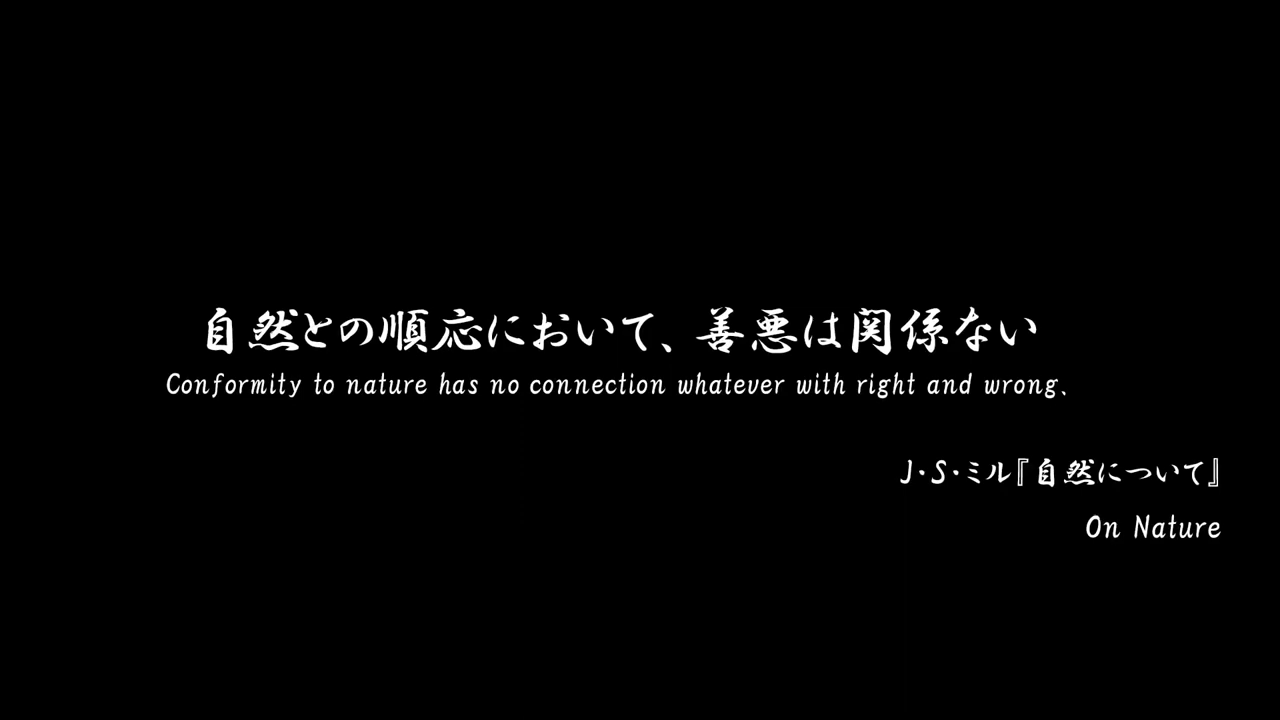 自然との順応において、善悪は関係ない
Conformity to nature has no connection whatever with right and wrong.
J・S・ミル『自然について』
On Nature